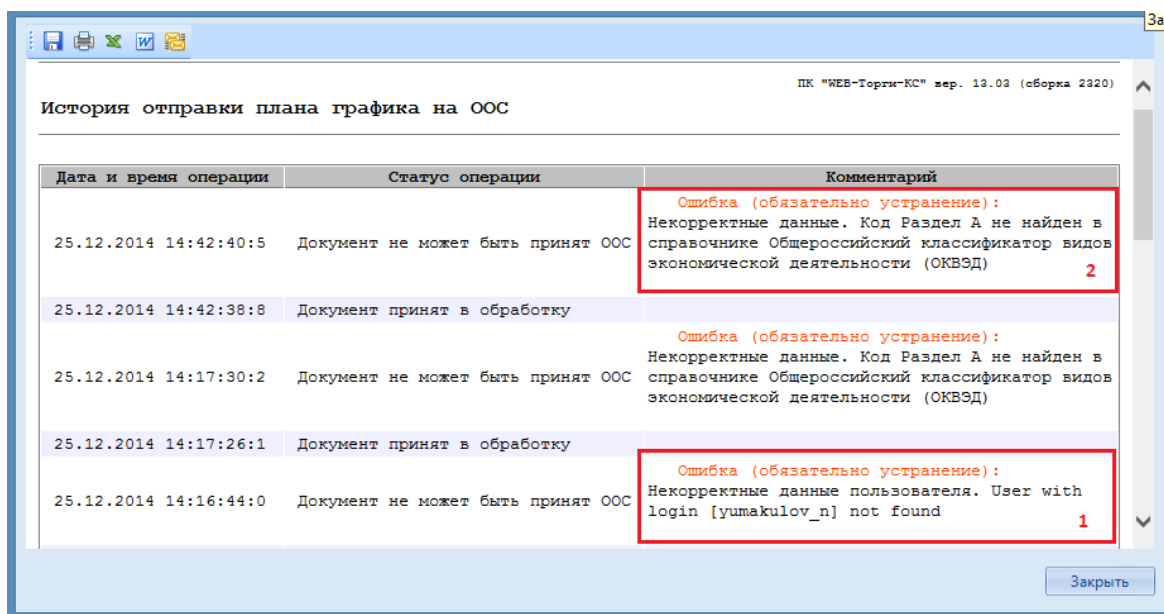 За
ПК "WEB-Торги-КС" вер. 13.03 (сборка 2320)
История отправки плана графика на ООС
Дата и время операции Статус операции Комментарий
Ошибка (обязательно устранение):
Некорректные данные. Код Раздел А не найден в
25.12.2014 14:42:40:5 Документ не может быть принят ООС справочнике Общероссийский классификатор видов
экономической деятельности (ОКВЭД)
2
25.12.2014 14:42:38:8 Документ принят в обработку
Ошибка (обязательно устранение):
Некорректные данные. Код Раздел А не найден в
25.12.2014 14:17:30:2 Документ не может быть принят ООС справочнике Общероссийский классификатор видов
экономической деятельности (ОКВЭД)
25.12.2014 14:17:26:1 Документ принят в обработку
Ошибка (обязательно устранение):
Некорректные данные пользователя. User with
25.12.2014 14:16:44:0 Документ не может быть принят ООС login [yumakulov_n] not found
1
Закрыть